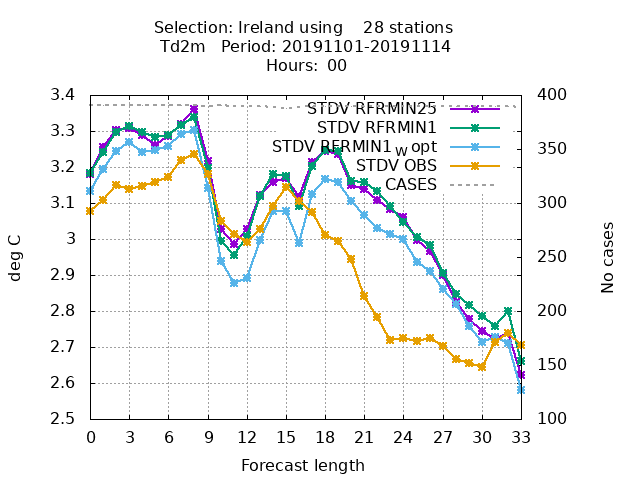 Selection: Ireland using    28 stations
Td2m   Period: 20191101-20191114
Hours:  00
3.4
3.3
3.2
3.1
3
2.9
2.8
2.7
2.6
2.5
deg C
STDV RFRMIN25
STDV RFRMIN1
STDV RFRMIN1_W opt
STDV OBS
CASES
400
350
300
250
200
150
100
No cases
0 3 6 9 12 15 18 21 24 27 30 33
Forecast length